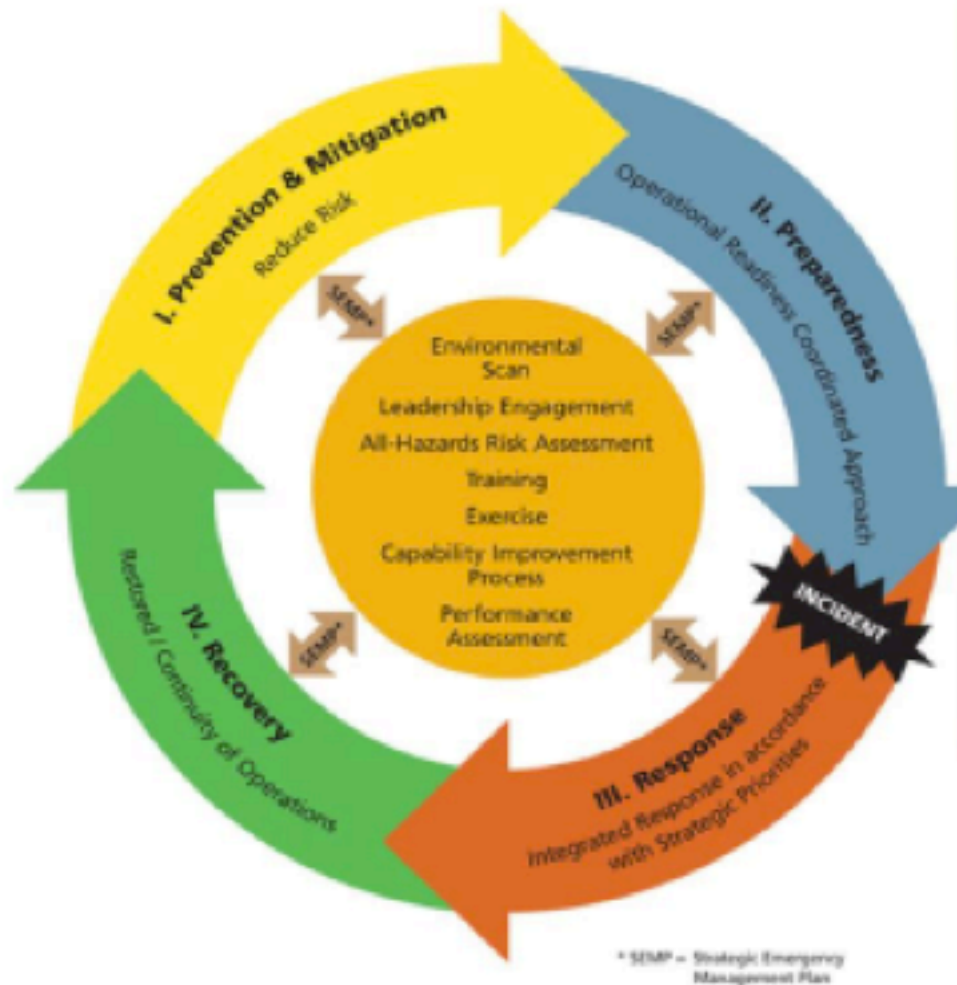 I. Prevention & Mitigation
Reduce Risk
II. Preparedness
Operational Readiness Coordinated Approach
SEMP*
SEMP*
Environmental
Scan
Leadership Engagement
All-Hazards Risk Assessment
Training
Exercise
Capability Improvement
Process
Performance
Assessment
INCIDENT
SEMP*
SEMP*
III. Response
Integrated Response in accordance
with Strategic Priorities
IV. Recovery
Restored / Continuity of Operations
* SEMP – Strategic Emergency
Management Plan